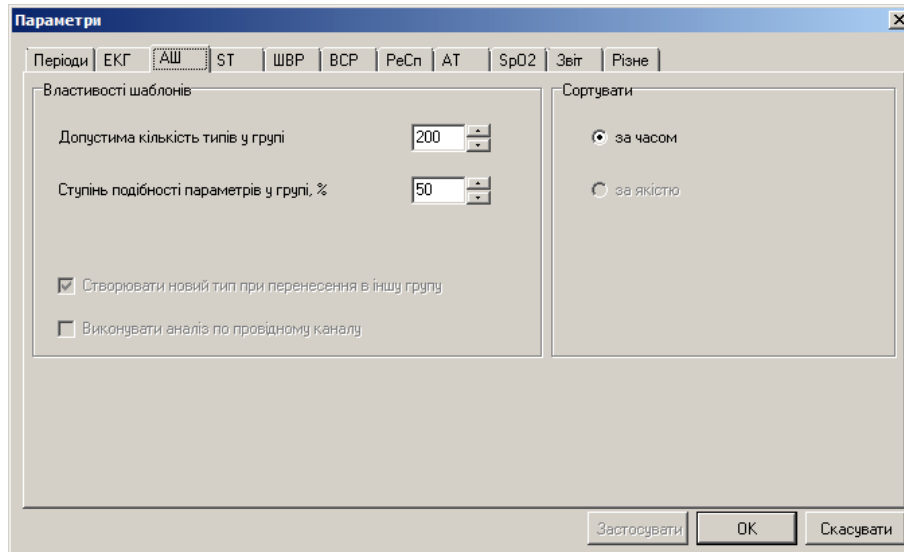 Параметри
Періоди ЕКГ АШ ST ШВР ВСР РеСп АТ SpO2 Звіт Різне
Властивості шаблонів
Сортувати
Допустима кількість типів у групі 200
за часом
Ступінь подібності параметрів у групі, % 50
за якістю
Створювати новий тип при перенесення в іншу групу
Виконувати аналіз по провідному каналу
Застосувати OK Скасувати